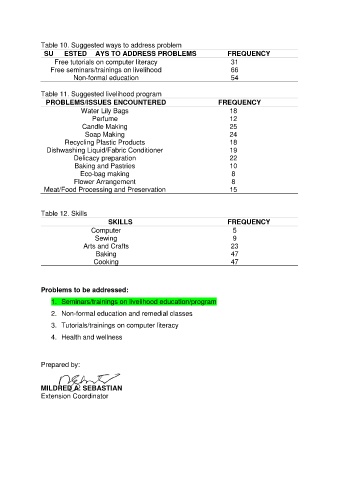 Table 10. Suggested ways to address problem
SU ESTED AYS TO ADDRESS PROBLEMS FREQUENCY
Free tutorials on computer literacy 31
Free seminars/trainings on livelihood 66
Non-formal education 54
Table 11. Suggested livelihood program
PROBLEMS/ISSUES ENCOUNTERED FREQUENCY
Water Lily Bags 18
Perfume 12
Candle Making 25
Soap Making 24
Recycling Plastic Products 18
Dishwashing Liquid/Fabric Conditioner 19
Delicacy preparation 22
Baking and Pastries 10
Eco-bag making 8
Flower Arrangement 8
Meat/Food Processing and Preservation 15
Table 12. Skills
SKILLS FREQUENCY
Computer 5
Sewing 9
Arts and Crafts 23
Baking 47
Cooking 47
Problems to be addressed:
1. Seminars/trainings on livelihood education/program
2. Non-formal education and remedial classes
3. Tutorials/trainings on computer literacy
4. Health and wellness
Prepared by:
MILDRED A. SEBASTIAN
Extension Coordinator